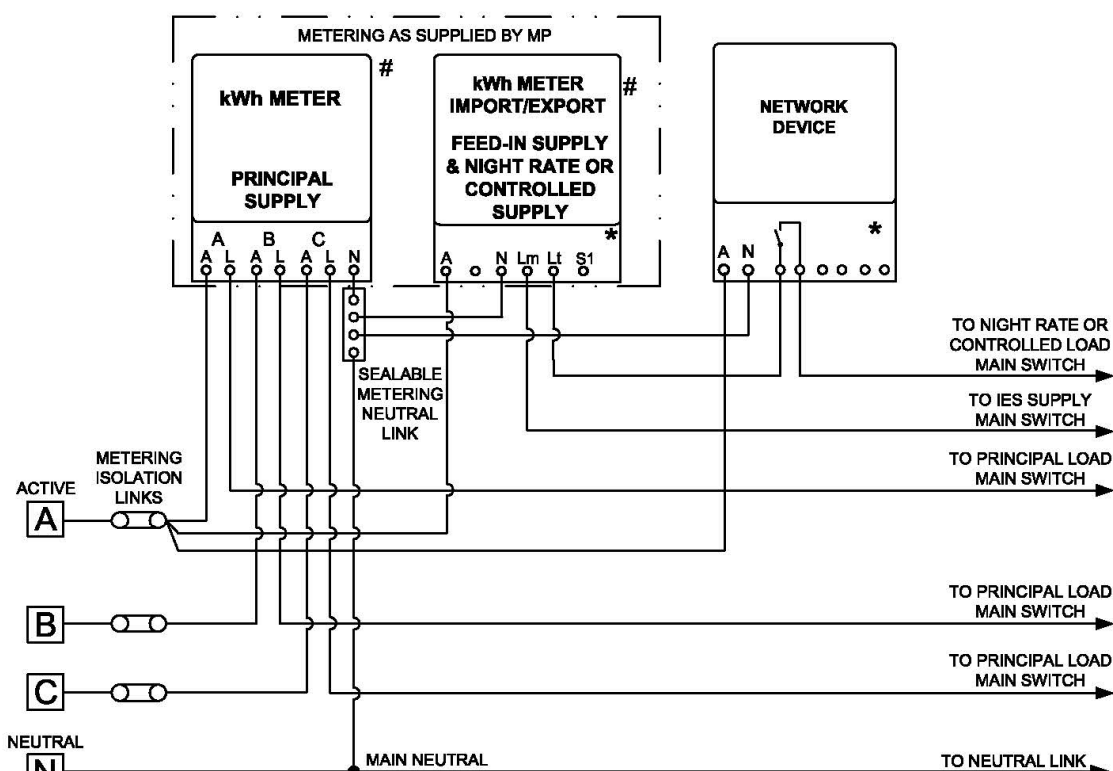 METERING AS SUPPLIED BY MP
kWh METER
PRINCIPAL
SUPPLY
#
A B C
A L A L A L N
kWh METER
IMPORT/EXPORT
FEED-IN SUPPLY
& NIGHT RATE OR
CONTROLLED
SUPPLY
#
*
A N Lm Lt S1
NETWORK
DEVICE
*
A N
SEALABLE
METERING
NEUTRAL
LINK
TO NIGHT RATE OR
CONTROLLED LOAD
MAIN SWITCH
TO IES SUPPLY
MAIN SWITCH
TO PRINCIPAL LOAD
MAIN SWITCH
METERING
ISOLATION
LINKS
ACTIVE
A
B
TO PRINCIPAL LOAD
MAIN SWITCH
C
TO PRINCIPAL LOAD
MAIN SWITCH
NEUTRAL
N
MAIN NEUTRAL
TO NEUTRAL LINK